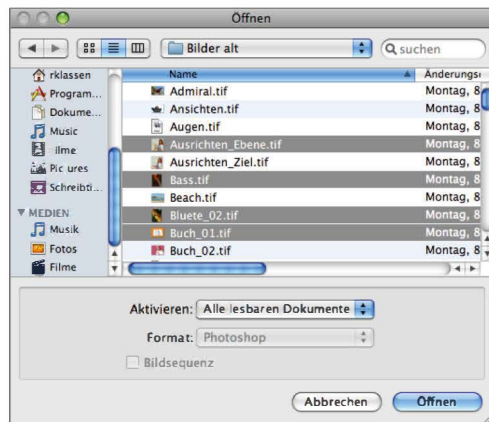 Öffnen
Bilder alt
suchen
rklassen
Program...
Dokume...
Music
ilme
Pic ures
Schreibti...
▼ MEDIEN
Musik
Fotos
Filme
Name Änderungs
Admiral.tif Montag, 8
Ansichten.tif Montag, 8
Augen.tif Montag, 8
Ausrichten_Ebene.tif Montag, 8
Ausrichten_Ziel.tif Montag, 8
Bass.tif Montag, 8
Beach.tif Montag, 8
Bluete_02.tif Montag, 8
Buch_01.tif Montag, 8
Buch_02.tif Montag, 8
Aktivieren: Alle lesbaren Dokumente
Format: Photoshop
Bildsequenz
Abbrechen Öffnen